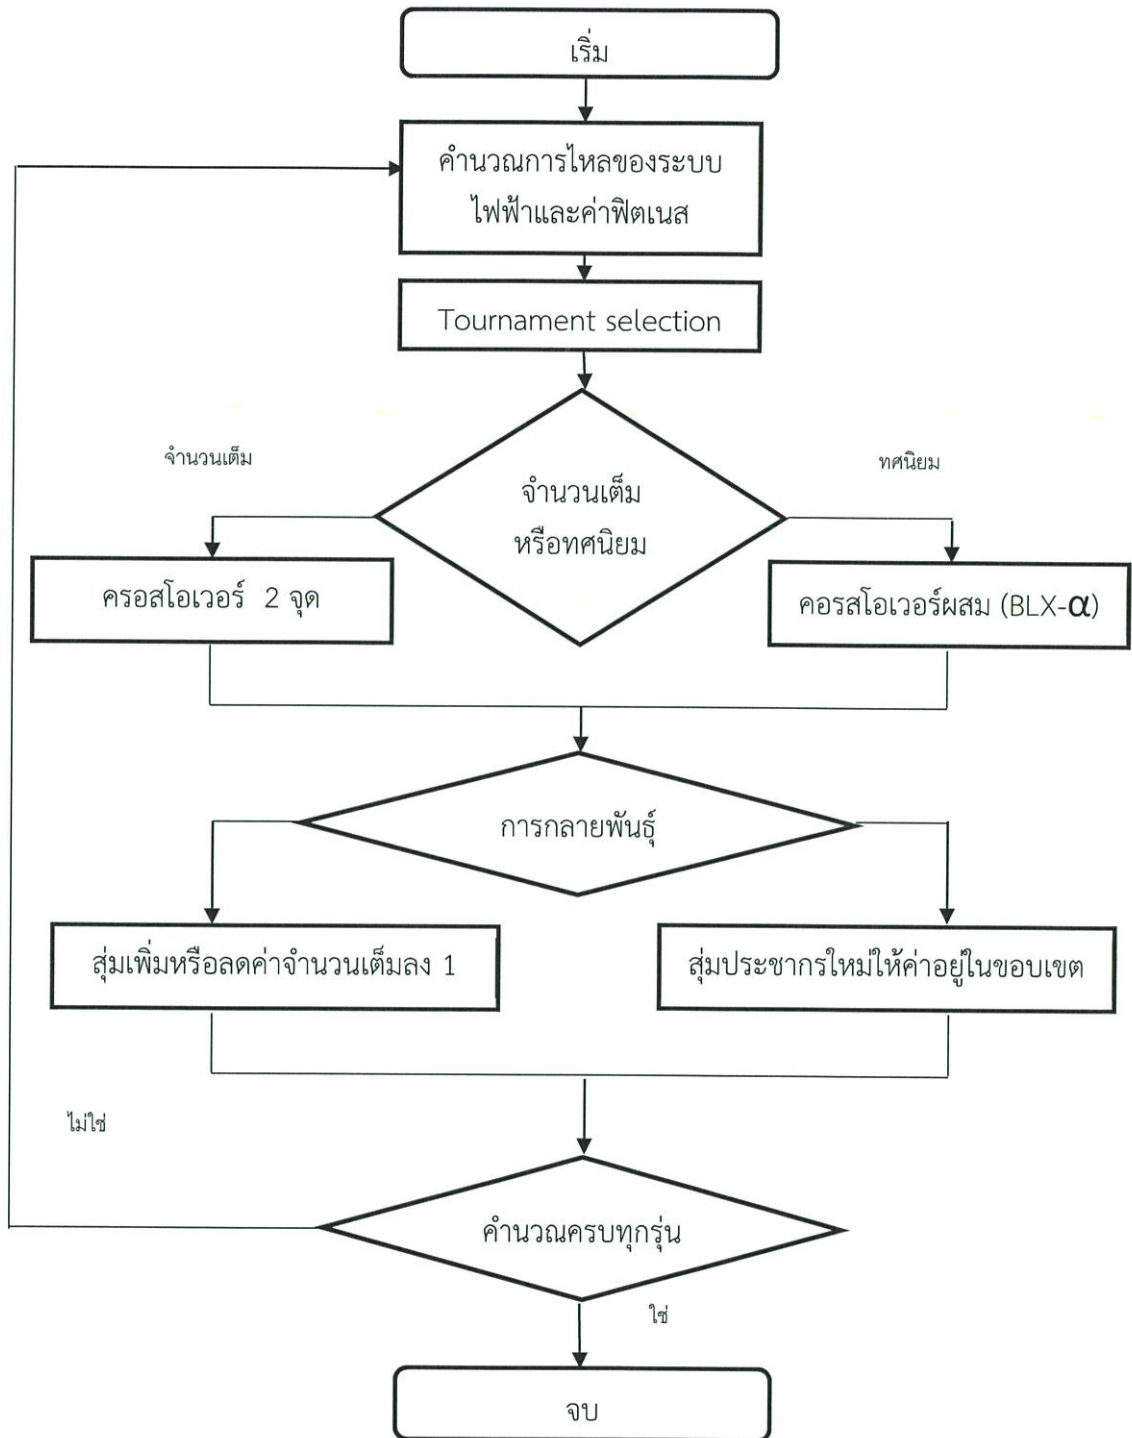 เริ่ม
คำนวณการไหลของระบบ
ไฟฟ้าและค่าฟิตเนส
Tournament selection
จำนวนเต็ม
ทศนิยม
จำนวนเต็ม
หรือทศนิยม
ครอสโอเวอร์ 2 จุด
คอรสโอเวอร์ผสม (BLX-α)
การกลายพันธุ์
สุ่มเพิ่มหรือลดค่าจำนวนเต็มลง 1
สุ่มประชากรใหม่ให้ค่าอยู่ในขอบเขต
ไม่ใช่
คำนวณครบทุกรุ่น
ใช่
จบ